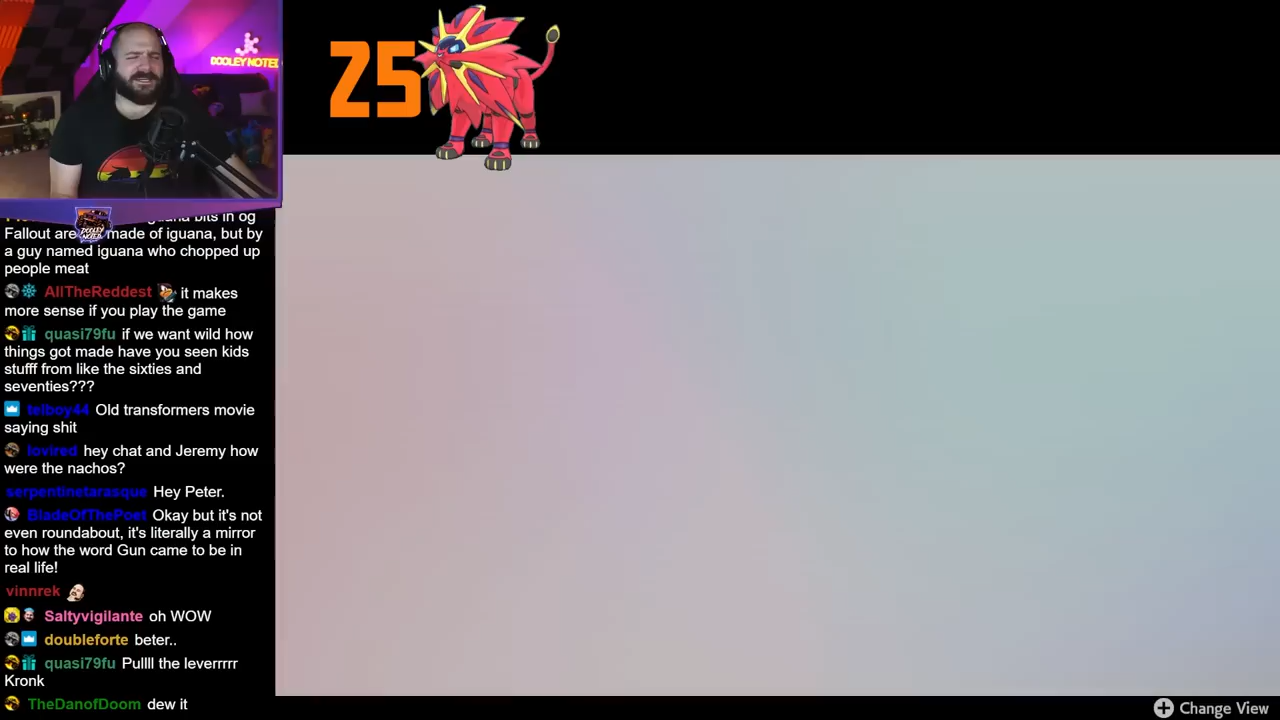 DOOLEY NOTED
25
bits in og
Fallout are made of iguana, but by
a guy named iguana who chopped up
people meat
AllTheReddest it makes
more sense if you play the game
quasi79fu if we want wild how
things got made have you seen kids
stufff from like the sixties and
seventies???
telboy44 Old transformers movie
saying shit
lovired hey chat and Jeremy how
were the nachos?
serpentinetarasque Hey Peter.
BladeOfThePoet Okay but it's not
even roundabout, it's literally a mirror
to how the word Gun came to be in
real life!
vinnrek
Saltyvigilante oh WOW
doubleforte beter..
quasi79fu Pullll the leverrrrr
Kronk
TheDanofDoom dew it
Change View